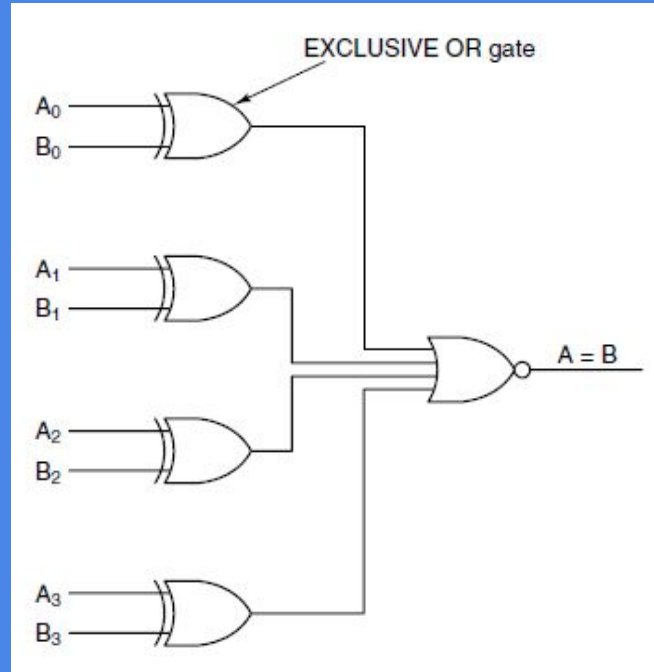 EXCLUSIVE OR gate
A₀
B₀
A₁
B₁
A = B
A₂
B₂
A₃
B₃